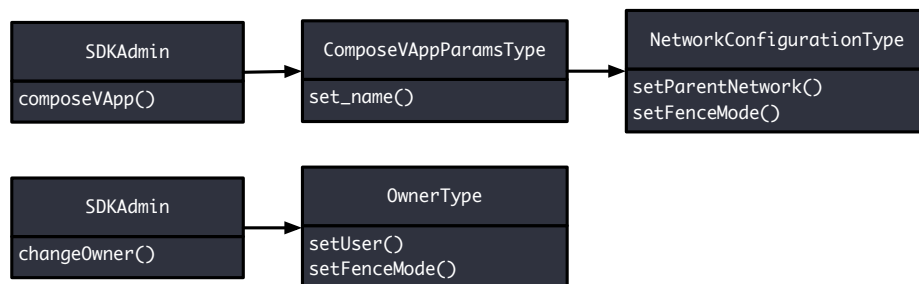 SDKAdmin
composeVApp()
ComposeVAppParamsType
set_name()
NetworkConfigurationType
setParentNetwork()
setFenceMode()
SDKAdmin
changeOwner()
OwnerType
setUser()
setFenceMode()